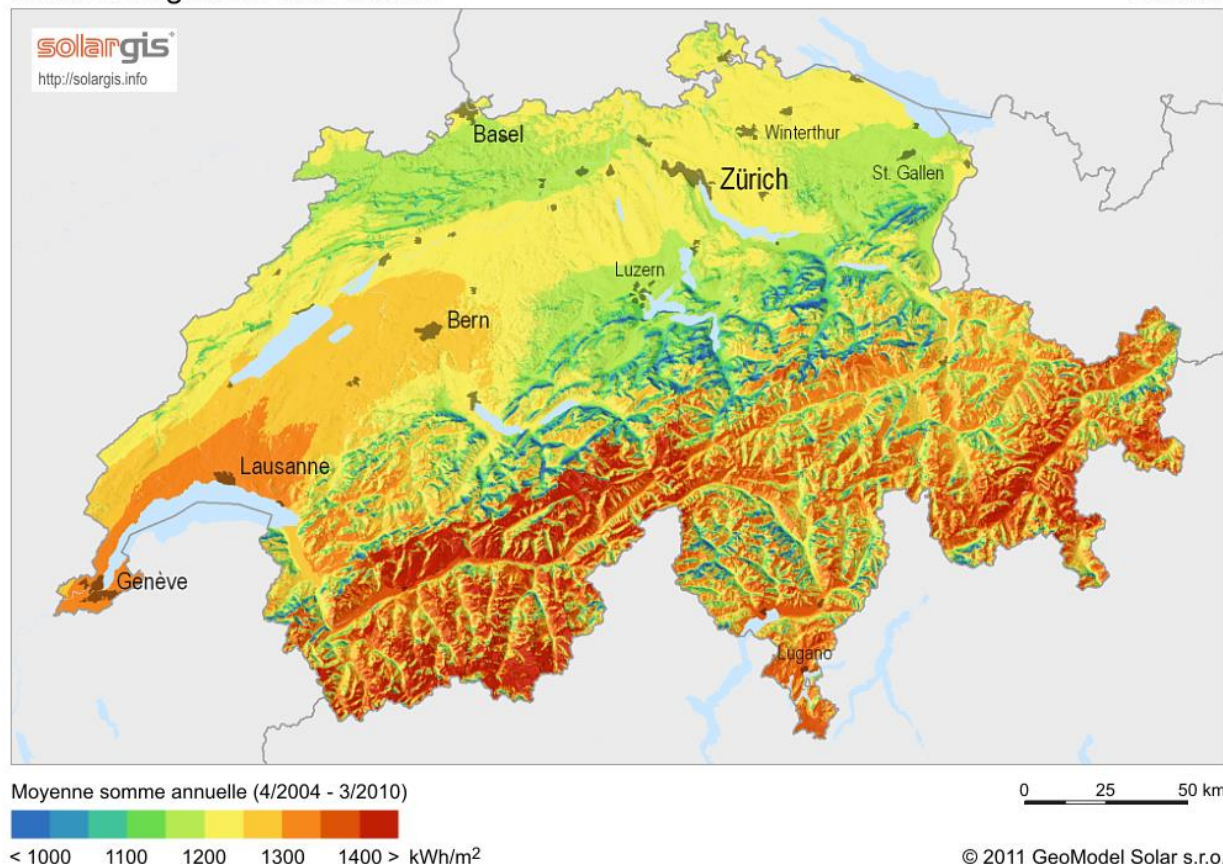 solargis
http://solargis.info
Basel
Winterthur
Zürich
St. Gallen
Luzern
Bern
Lausanne
Genève
Lugano
Moyenne somme annuelle (4/2004 - 3/2010)
0 25 50 km
< 1000 1100 1200 1300 1400 > kWh/m²
© 2011 GeoModel Solar s.r.o.